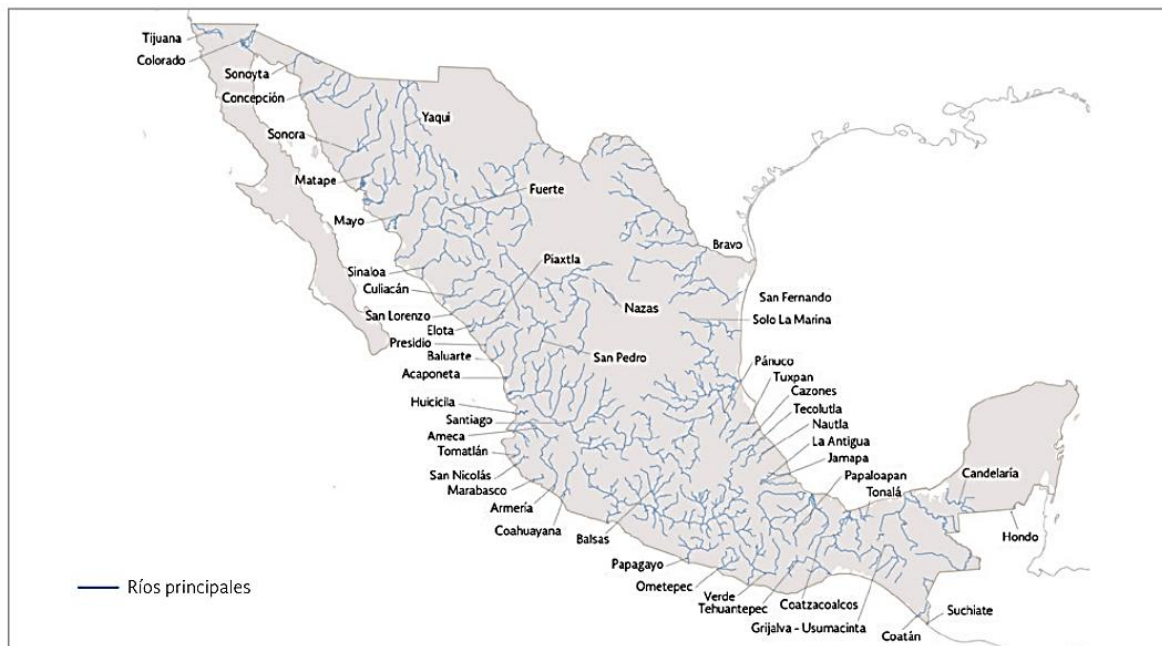 Tijuana
Colorado
Sonoyta
Concepción
Yaqui
Sonora
Matape
Fuerte
Mayo
Bravo
Piaxtla
Sinaloa
Culiacán
San Fernando
Nazas
San Lorenzo
Solo La Marina
Elota
Presidio
San Pedro
Baluarte
Pánuco
Acaponeta
Tuxpan
Cazones
Huicicila
Tecolutla
Santiago
Nautla
Ameca
La Antigua
Tomatlán
Jamapa
San Nicolás
Papaloapan
Candelaría
Marabasco
Tonalá
Armería
Coahuayana
Balsas
Hondo
Papagayo
Ometepec
Ríos principales
Verde
Tehuantepec
Coatzacoalcos
Suchiate
Grijalva - Usumacinta
Coatán